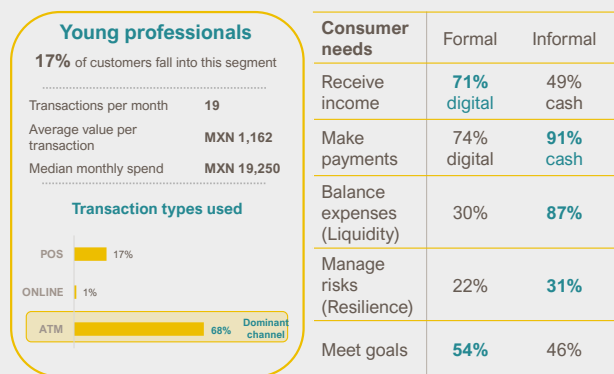 Young professionals
17% of customers fall into this segment
Transactions per month 19
Average value per
transaction MXN 1,162
Median monthly spend MXN 19,250
Transaction types used
POS 17%
ONLINE 1%
ATM 68% Dominant
channel
Consumer
needs Formal Informal
Receive
income 71%
digital 49%
cash
Make
payments 74%
digital 91%
cash
Balance
expenses
(Liquidity) 30% 87%
Manage
risks
(Resilience) 22% 31%
Meet goals 54% 46%